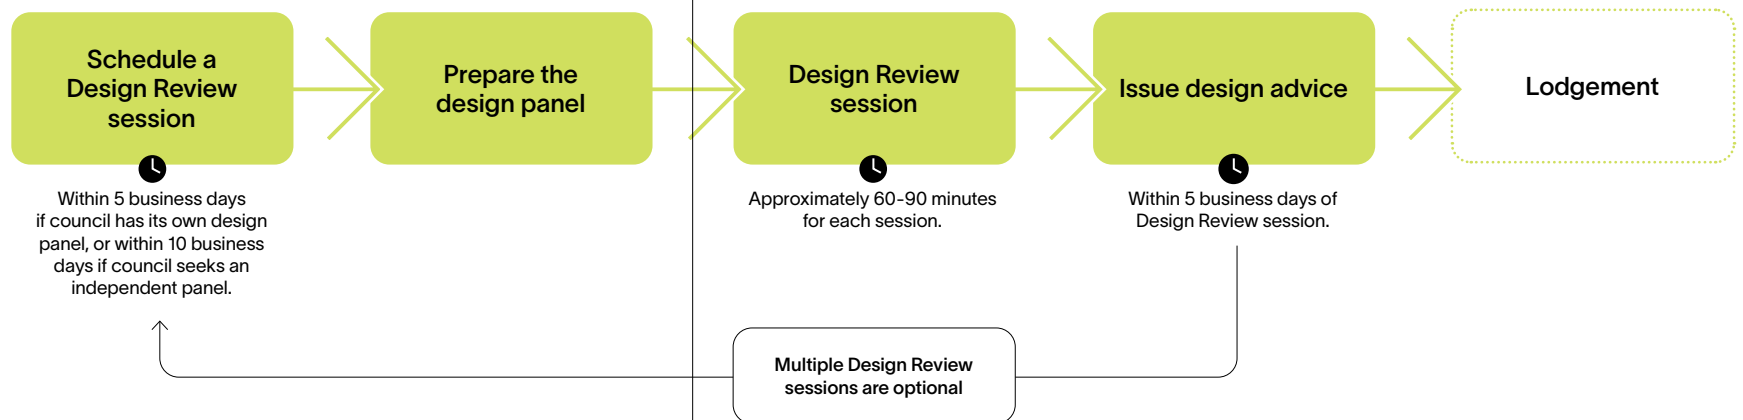 Schedule a
Design Review
session
Prepare the
design panel
Design Review
session
Issue design advice
Lodgement
Within 5 business days
if council has its own design
panel, or within 10 business
days if council seeks an
independent panel.
Approximately 60-90 minutes
for each session.
Within 5 business days of
Design Review session.
Multiple Design Review
sessions are optional